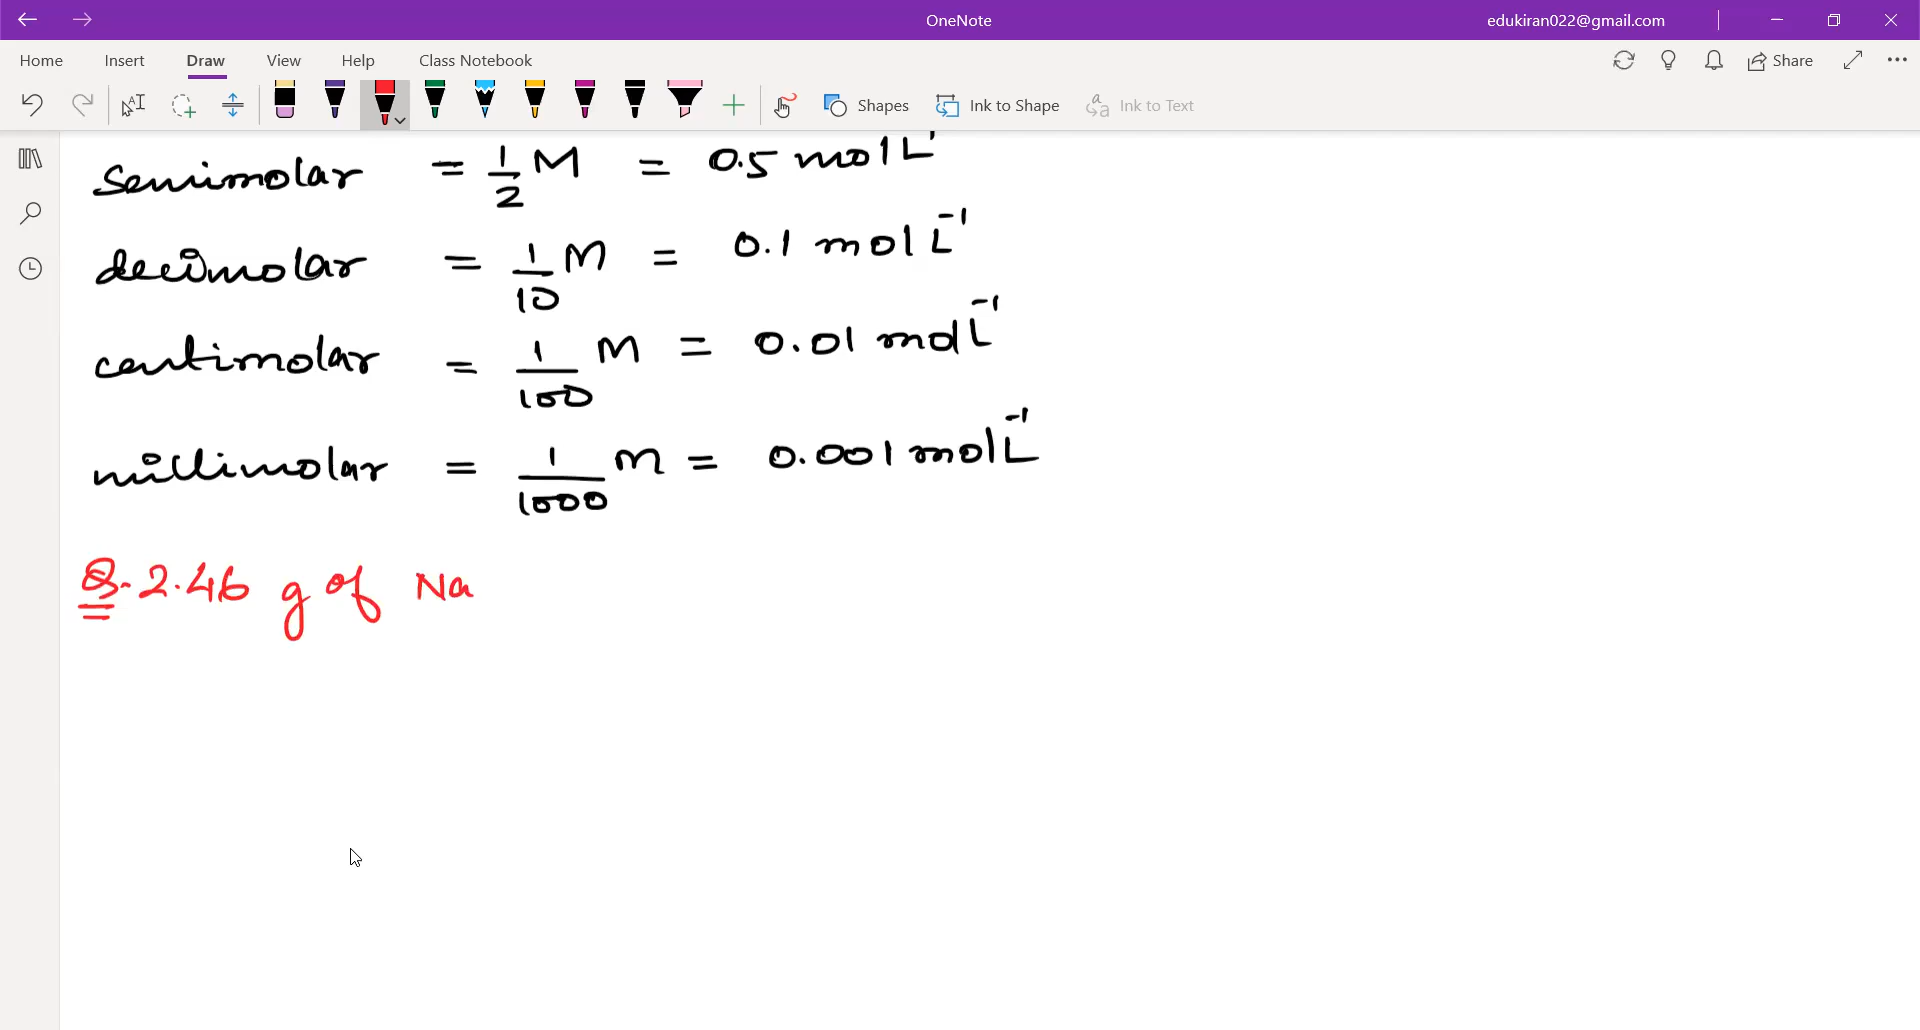 OneNote
edukiran022@gmail.com
Home Insert Draw View Help Class Notebook
Share
Shapes Ink to Shape Ink to Text
semimolar = 1/2 M = 0.5 mol L⁻¹
decimolar = 1/10 M = 0.1 mol L⁻¹
centimolar = 1/100 M = 0.01 mol L⁻¹
millimolar = 1/1000 M = 0.001 mol L⁻¹
Q. 2.46 g of Na